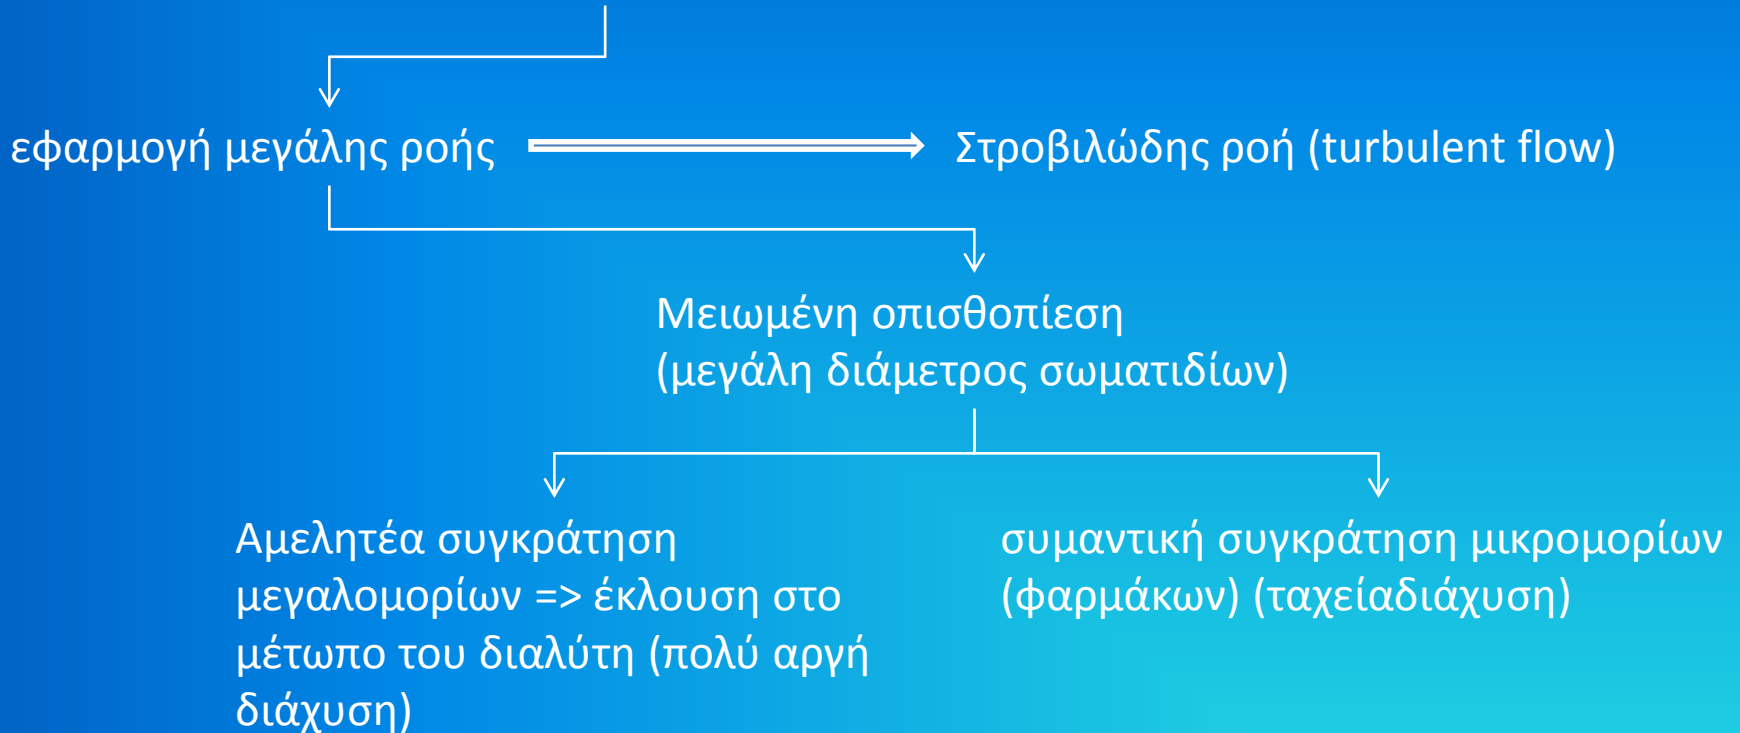 εφαρμογή μεγάλης ροής
Στροβιλώδης ροή (turbulent flow)
Μειωμένη οπισθοπίεση
(μεγάλη διάμετρος σωματιδίων)
Αμελητέα συγκράτηση
μεγαλομορίων => έκλουση στο
μέτωπο του διαλύτη (πολύ αργή
διάχυση)
συμαντική συγκράτηση μικρομορίων
(φαρμάκων) (ταχείαδιάχυση)